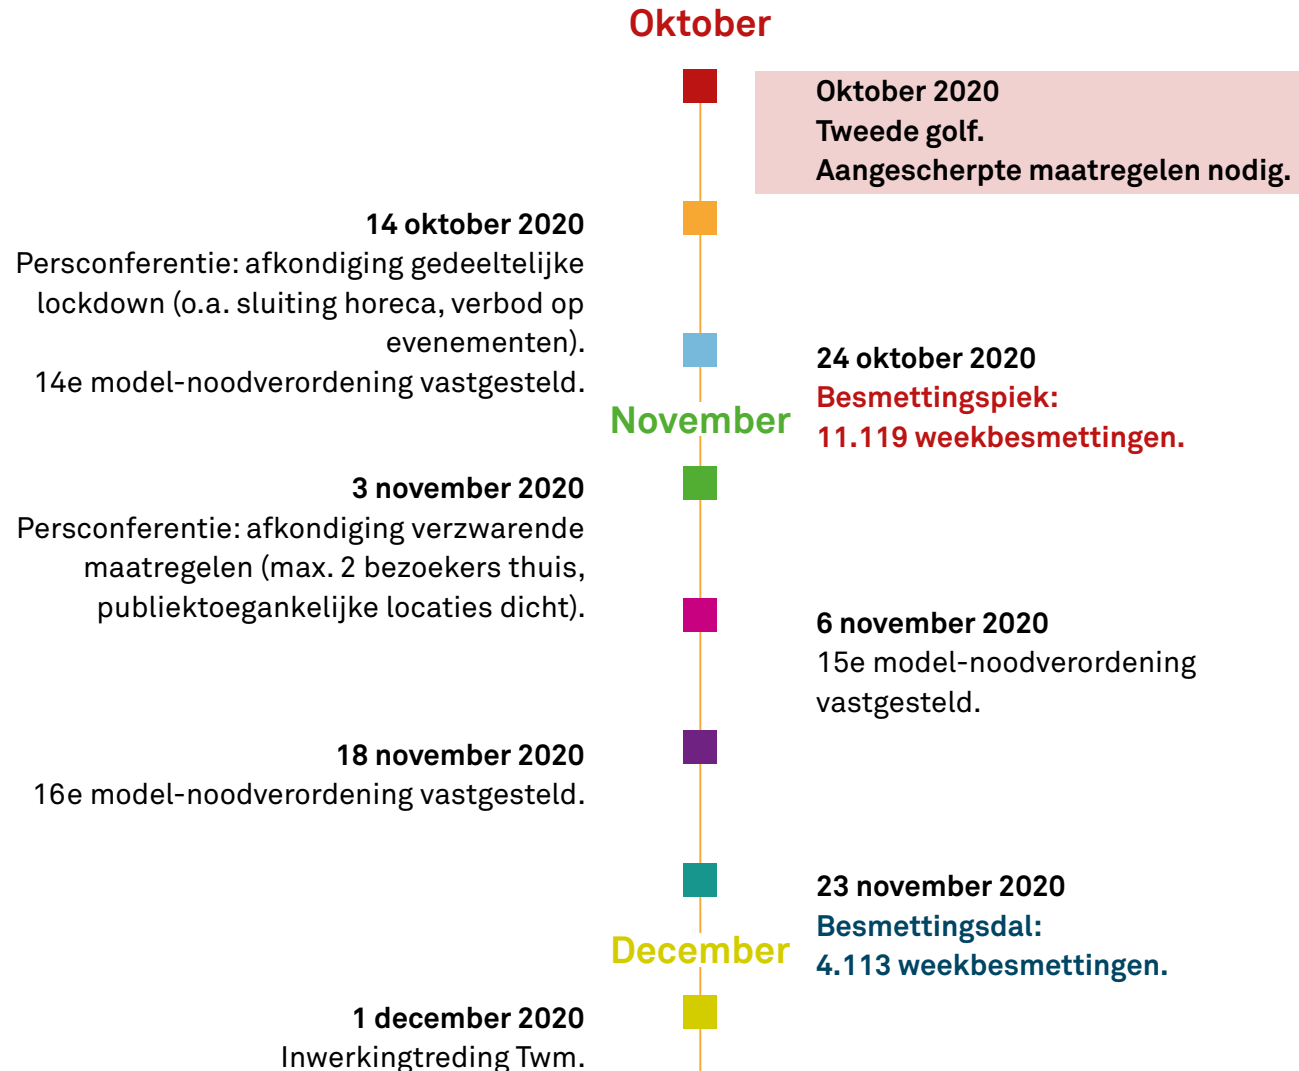 Oktober
Oktober 2020
Tweede golf.
Aangescherpte maatregelen nodig.
14 oktober 2020
Persconferentie: afkondiging gedeeltelijke
lockdown (o.a. sluiting horeca, verbod op
evenementen).
14e model-noodverordening vastgesteld.
24 oktober 2020
Besmettingspiek:
11.119 weekbesmettingen.
November
3 november 2020
Persconferentie: afkondiging verzwarende
maatregelen (max. 2 bezoekers thuis,
publiektoegankelijke locaties dicht).
6 november 2020
15e model-noodverordening
vastgesteld.
18 november 2020
16e model-noodverordening vastgesteld.
23 november 2020
Besmettingsdal:
4.113 weekbesmettingen.
December
1 december 2020
Inwerkingtreding Twm.